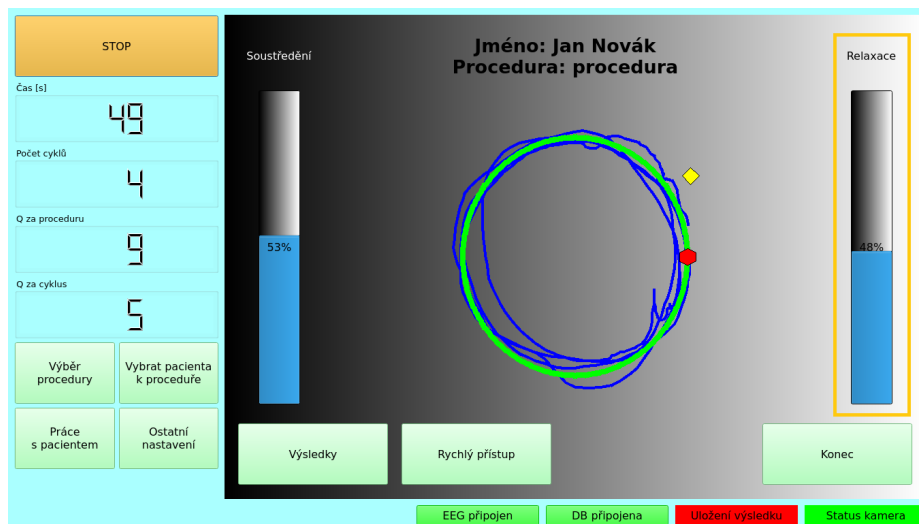 STOP
Čas [s]
49
Počet cyklů
4
Q za proceduru
9
Q za cyklus
5
Výběr
procedury
Vybrat pacienta
k proceduře
Práce
s pacientem
Ostatní
nastavení
Soustředění
Jméno: Jan Novák
Procedura: procedura
Relaxace
53%
48%
Výsledky
Rychlý přístup
Konec
EEG připojen
DB připojena
Uložení výsledku
Status kamera